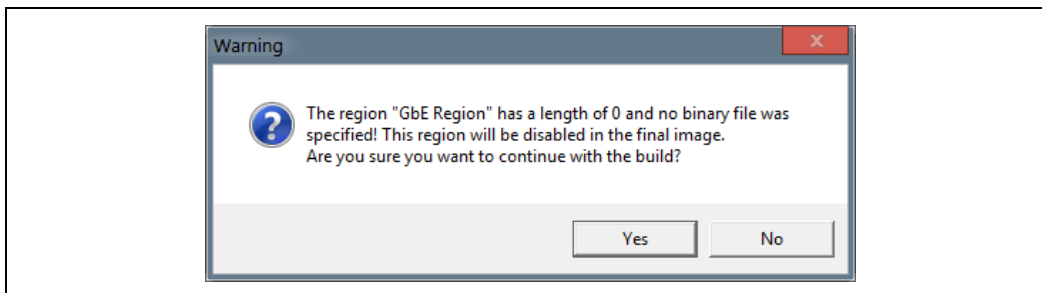 Warning
x
?
The region "GbE Region" has a length of 0 and no binary file was
specified! This region will be disabled in the final image.
Are you sure you want to continue with the build?
Yes
No